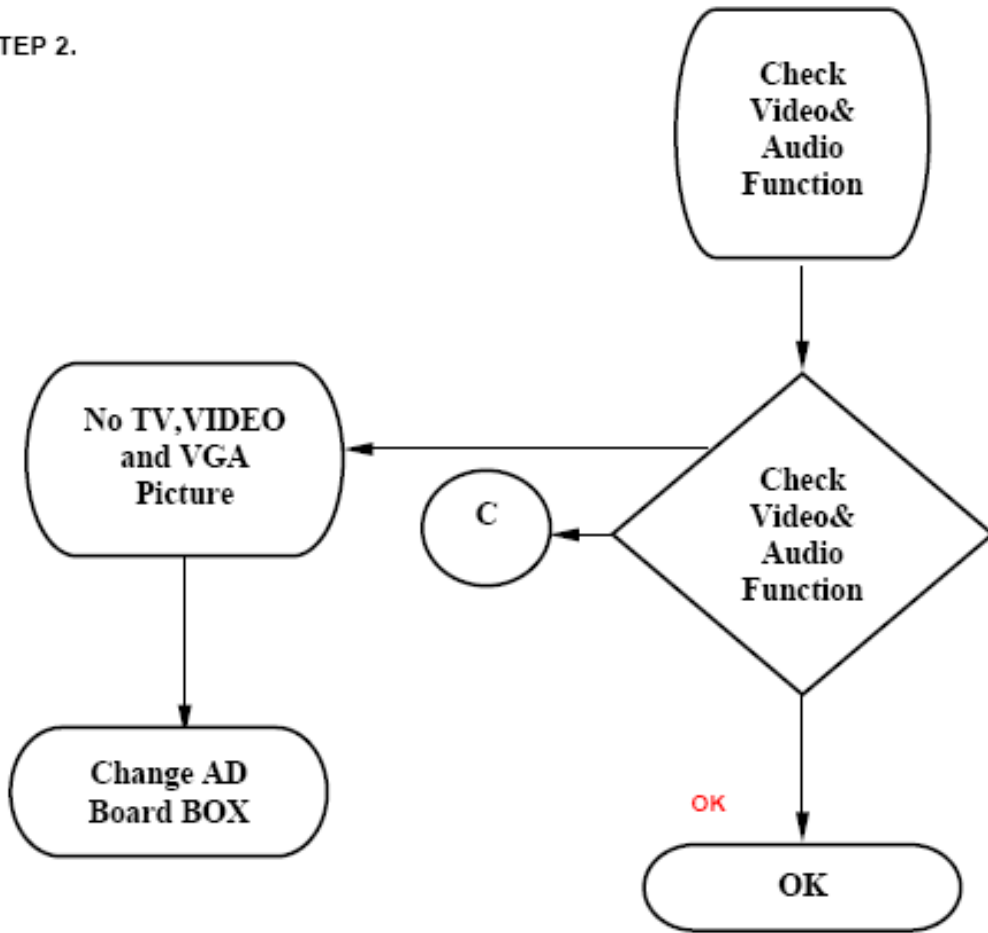 TEP 2.
Check
Video&
Audio
Function
No TV,VIDEO
and VGA
Picture
C
Check
Video&
Audio
Function
Change AD
Board BOX
OK
OK